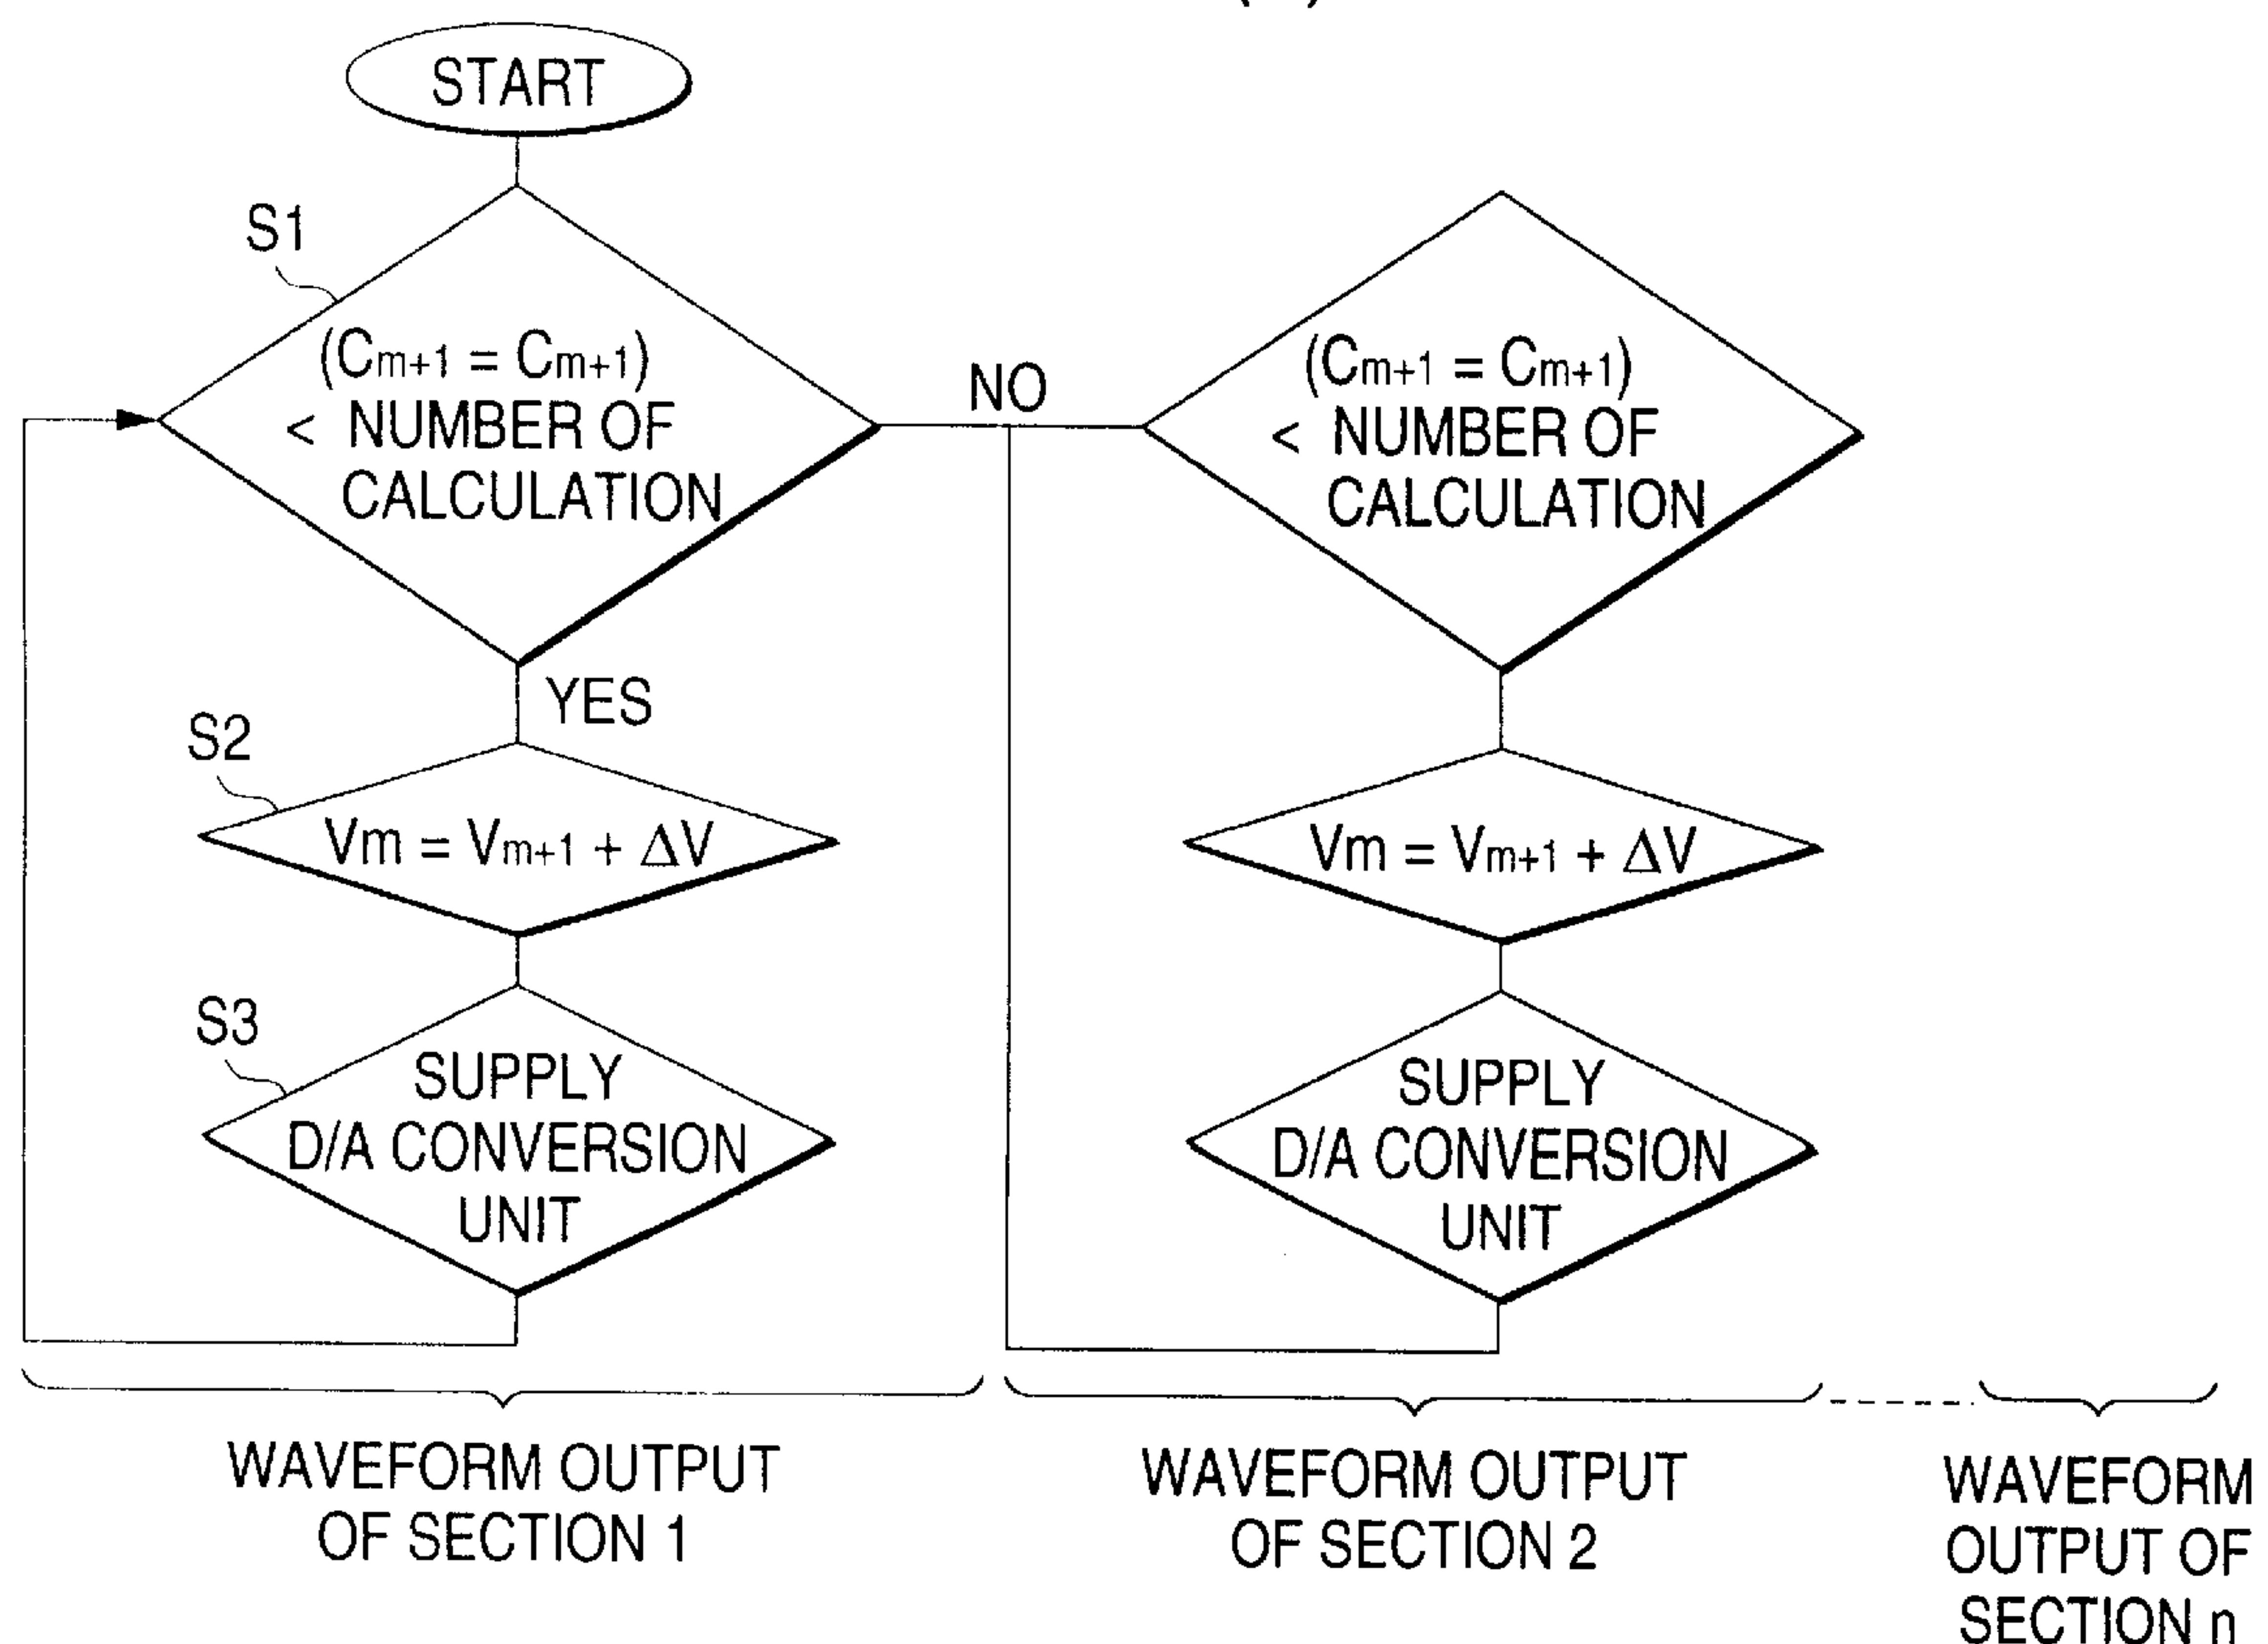 START
S1
(Cm+1 = Cm+1)
< NUMBER OF
CALCULATION
NO
(Cm+1 = Cm+1)
< NUMBER OF
CALCULATION
YES
S2
Vm = Vm+1 + ΔV
Vm = Vm+1 + ΔV
S3
SUPPLY
D/A CONVERSION
UNIT
SUPPLY
D/A CONVERSION
UNIT
WAVEFORM OUTPUT
OF SECTION 1
WAVEFORM OUTPUT
OF SECTION 2
WAVEFORM
OUTPUT OF
SECTION n